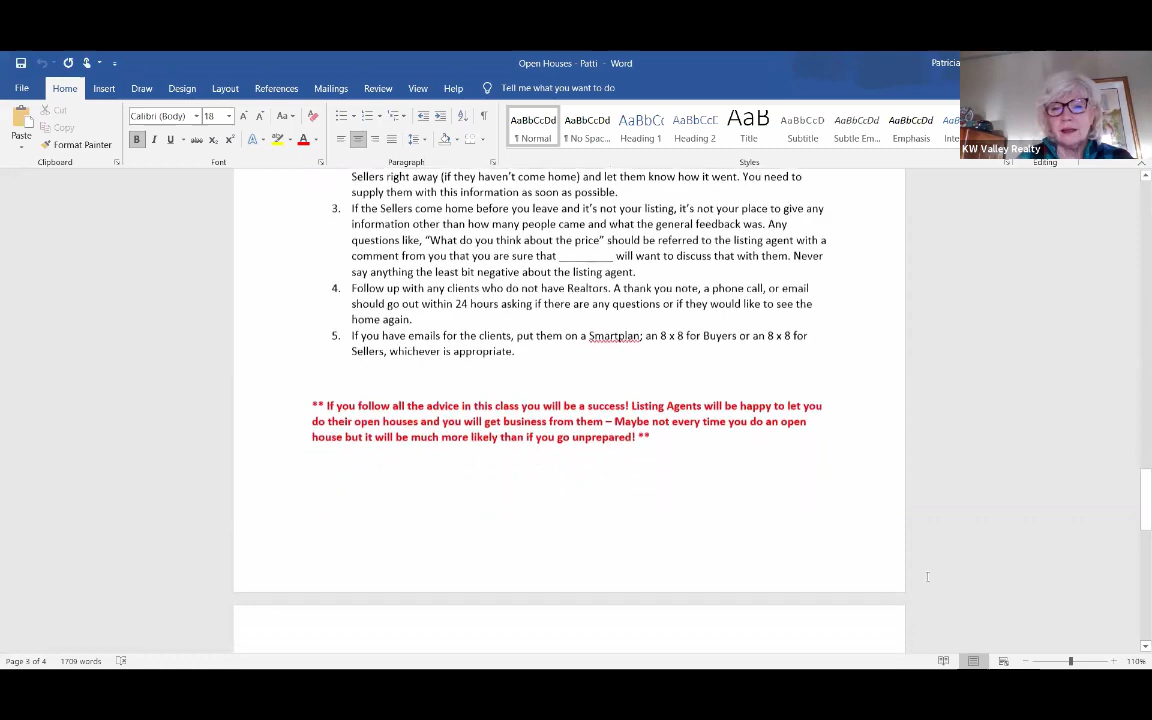 Open Houses - Patti - Word
Patricia
File Home Insert Draw Design Layout References Mailings Review View Help Tell me what you want to do
Paste
Cut
Copy
Format Painter
Clipboard
Calibri (Body) 18
Font
Paragraph
AaBbCcDd AaBbCcDd AaBbCc AaBbCcC AaB AaBbCcD AaBbCcDd AaBbCcDd
¶ Normal ¶ No Spac... Heading 1 Heading 2 Title Subtitle Subtle Em... Emphasis
Styles
Editing
KW Valley Realty
Sellers right away (if they haven't come home) and let them know how it went. You need to
supply them with this information as soon as possible.
3. If the Sellers come home before you leave and it's not your listing, it's not your place to give any
information other than how many people came and what the general feedback was. Any
questions like, "What do you think about the price" should be referred to the listing agent with a
comment from you that you are sure that _________ will want to discuss that with them. Never
say anything the least bit negative about the listing agent.
4. Follow up with any clients who do not have Realtors. A thank you note, a phone call, or email
should go out within 24 hours asking if there are any questions or if they would like to see the
home again.
5. If you have emails for the clients, put them on a Smartplan; an 8 x 8 for Buyers or an 8 x 8 for
Sellers, whichever is appropriate.
** If you follow all the advice in this class you will be a success! Listing Agents will be happy to let you
do their open houses and you will get business from them – Maybe not every time you do an open
house but it will be much more likely than if you go unprepared! **
Page 3 of 4 1709 words
110%